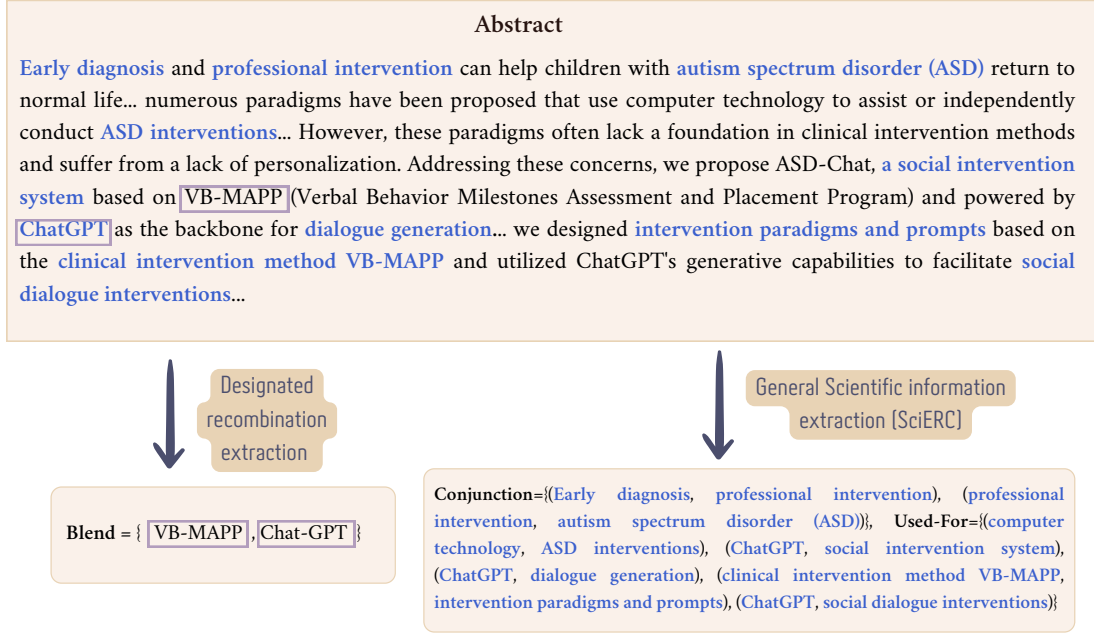 Abstract
Early diagnosis and professional intervention can help children with autism spectrum disorder (ASD) return to
normal life... numerous paradigms have been proposed that use computer technology to assist or independently
conduct ASD interventions... However, these paradigms often lack a foundation in clinical intervention methods
and suffer from a lack of personalization. Addressing these concerns, we propose ASD-Chat, a social intervention
system based on VB-MAPP (Verbal Behavior Milestones Assessment and Placement Program) and powered by
ChatGPT as the backbone for dialogue generation... we designed intervention paradigms and prompts based on
the clinical intervention method VB-MAPP and utilized ChatGPT's generative capabilities to facilitate social
dialogue interventions...
Designated
recombination
extraction
General Scientific information
extraction (SciERC)
Blend = { VB-MAPP , Chat-GPT }
Conjunction={(Early diagnosis, professional intervention), (professional
intervention, autism spectrum disorder (ASD))}, Used-For={(computer
technology, ASD interventions), (ChatGPT, social intervention system),
(ChatGPT, dialogue generation), (clinical intervention method VB-MAPP,
intervention paradigms and prompts), (ChatGPT, social dialogue interventions)}